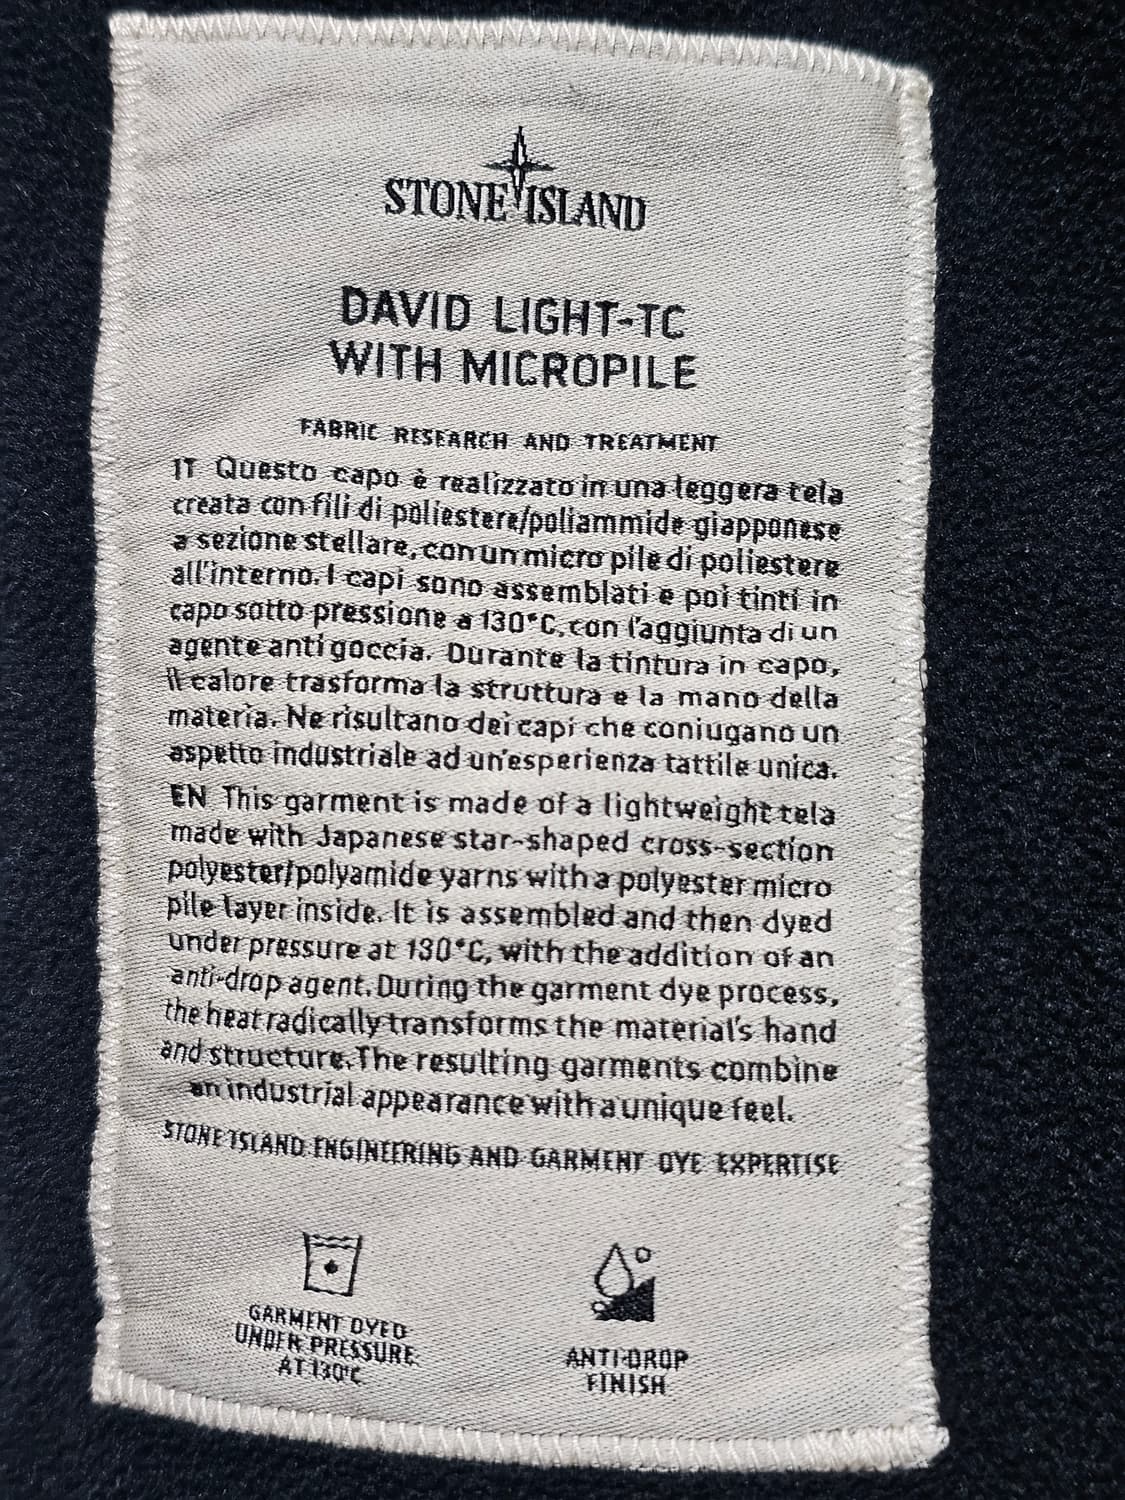 STONE ISLAND
DAVID LIGHT-TC
WITH MICROPILE
FABRIC RESEARCH AND TREATMENT
IT Questo capo è realizzato in una leggera tela
creata con fili di poliestere/poliammide giapponese
a sezione stellare, con un micro pile di poliestere
all'interno. I capi sono assemblati e poi tinti in
capo sotto pressione a 130°C, con l'aggiunta di un
agente anti goccia. Durante la tintura in capo,
il calore trasforma la struttura e la mano della
materia. Ne risultano dei capi che coniugano un
aspetto industriale ad un'esperienza tattile unica.
EN This garment is made of a lightweight tela
made with Japanese star-shaped cross-section
polyester/polyamide yarns with a polyester micro
pile layer inside. It is assembled and then dyed
under pressure at 130°C, with the addition of an
anti-drop agent. During the garment dye process,
the heat radically transforms the material's hand
and structure. The resulting garments combine
an industrial appearance with a unique feel.
STONE ISLAND ENGINEERING AND GARMENT DYE EXPERTISE
GARMENT DYED
UNDER PRESSURE
AT 130°C
ANTI-DROP
FINISH